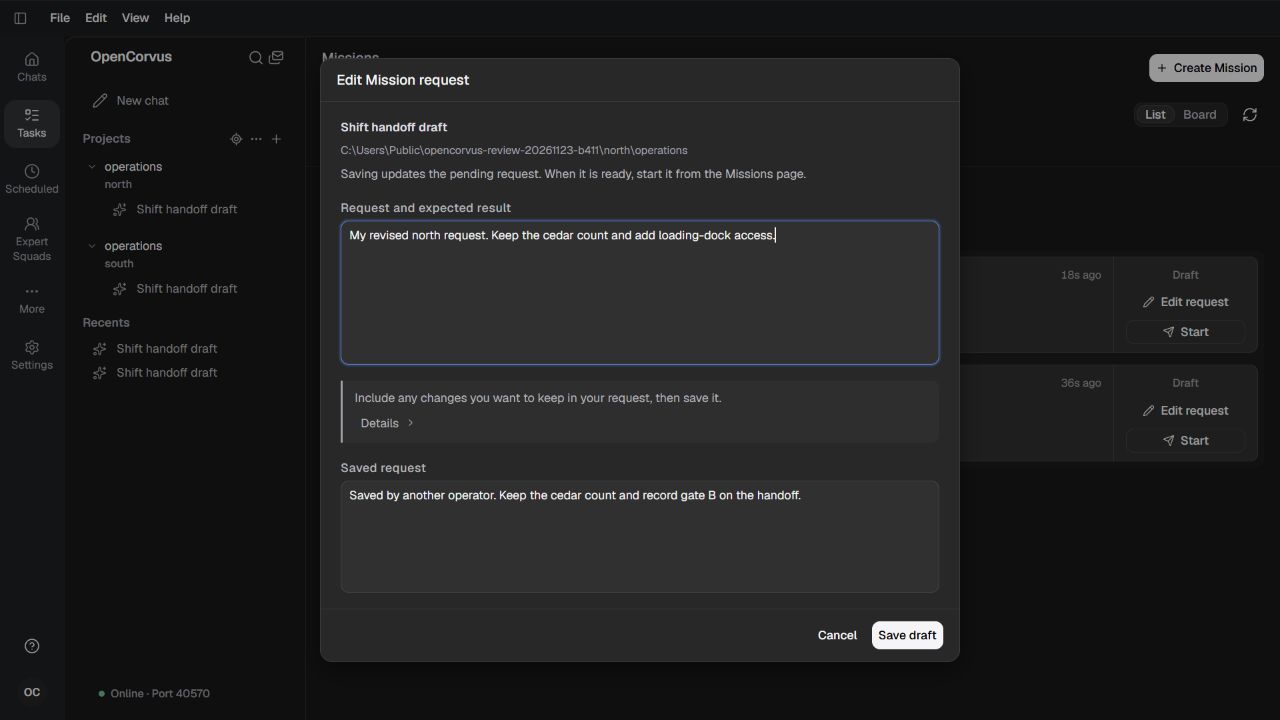 File Edit View Help
OpenCorvus
Chats
Tasks
Scheduled
Expert
Squads
More
Settings
OC
New chat
Projects
operations
north
Shift handoff draft
operations
south
Shift handoff draft
Recents
Shift handoff draft
Shift handoff draft
Online · Port 40570
Missions
Create Mission
List Board
18s ago
Draft
Edit request
Start
36s ago
Draft
Edit request
Start
Edit Mission request
Shift handoff draft
C:\Users\Public\opencorvus-review-20261123-b411\north\operations
Saving updates the pending request. When it is ready, start it from the Missions page.
Request and expected result
My revised north request. Keep the cedar count and add loading-dock access.
Include any changes you want to keep in your request, then save it.
Details
Saved request
Saved by another operator. Keep the cedar count and record gate B on the handoff.
Cancel Save draft